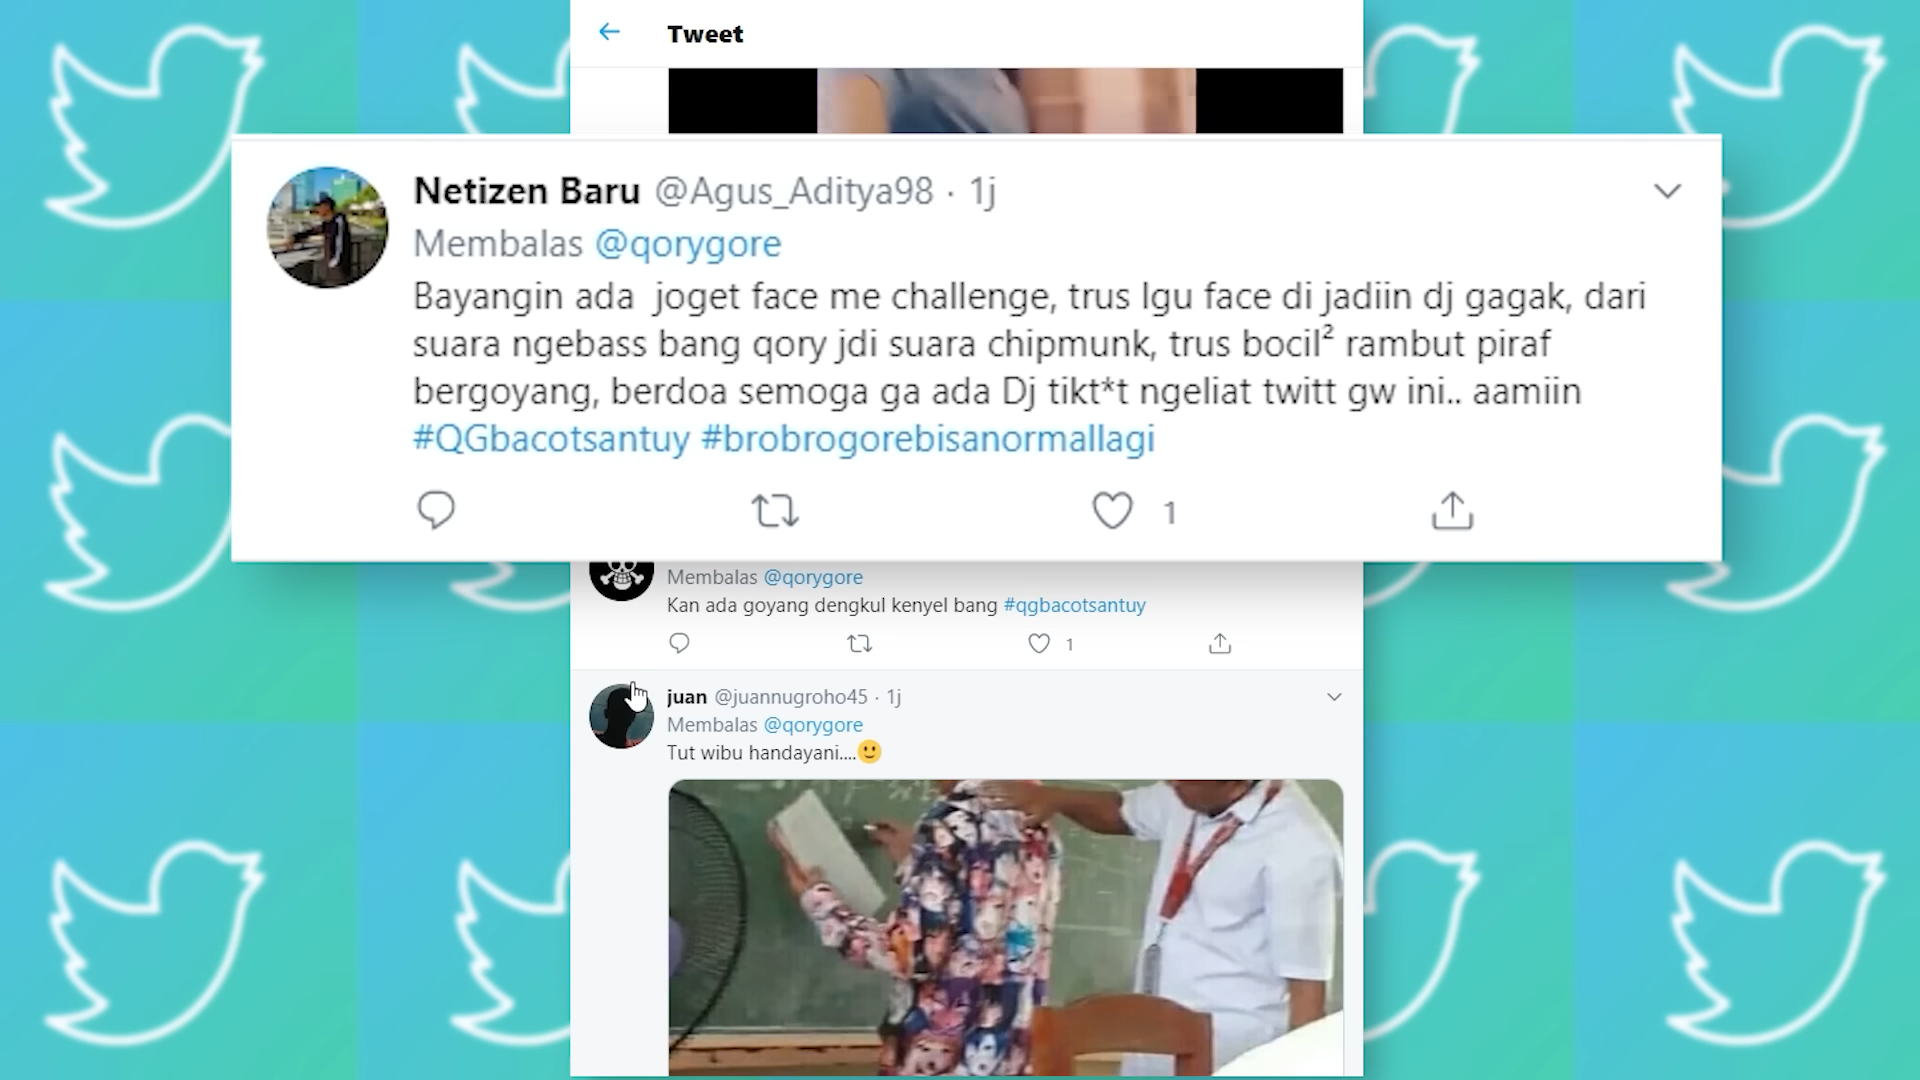 Tweet
Netizen Baru @Agus_Aditya98 · 1j
Membalas @qorygore
Bayangin ada  joget face me challenge, trus lgu face di jadiin dj gagak, dari
suara ngebass bang qory jdi suara chipmunk, trus bocil² rambut piraf
bergoyang, berdoa semoga ga ada Dj tikt*t ngeliat twitt gw ini.. aamiin
#QGbacotsantuy #brobrogorebisanormallagi
1
Membalas @qorygore
Kan ada goyang dengkul kenyel bang #qgbacotsantuy
1
juan @juannugroho45 · 1j
Membalas @qorygore
Tut wibu handayani....🙂